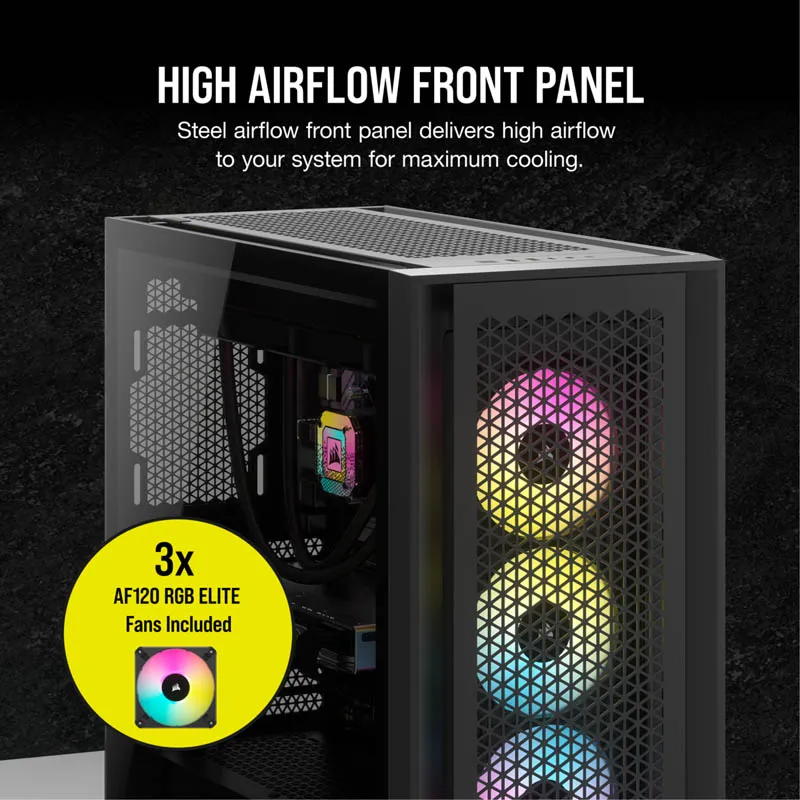 HIGH AIRFLOW FRONT PANEL
Steel airflow front panel delivers high airflow
to your system for maximum cooling.
3x
AF120 RGB ELITE
Fans Included